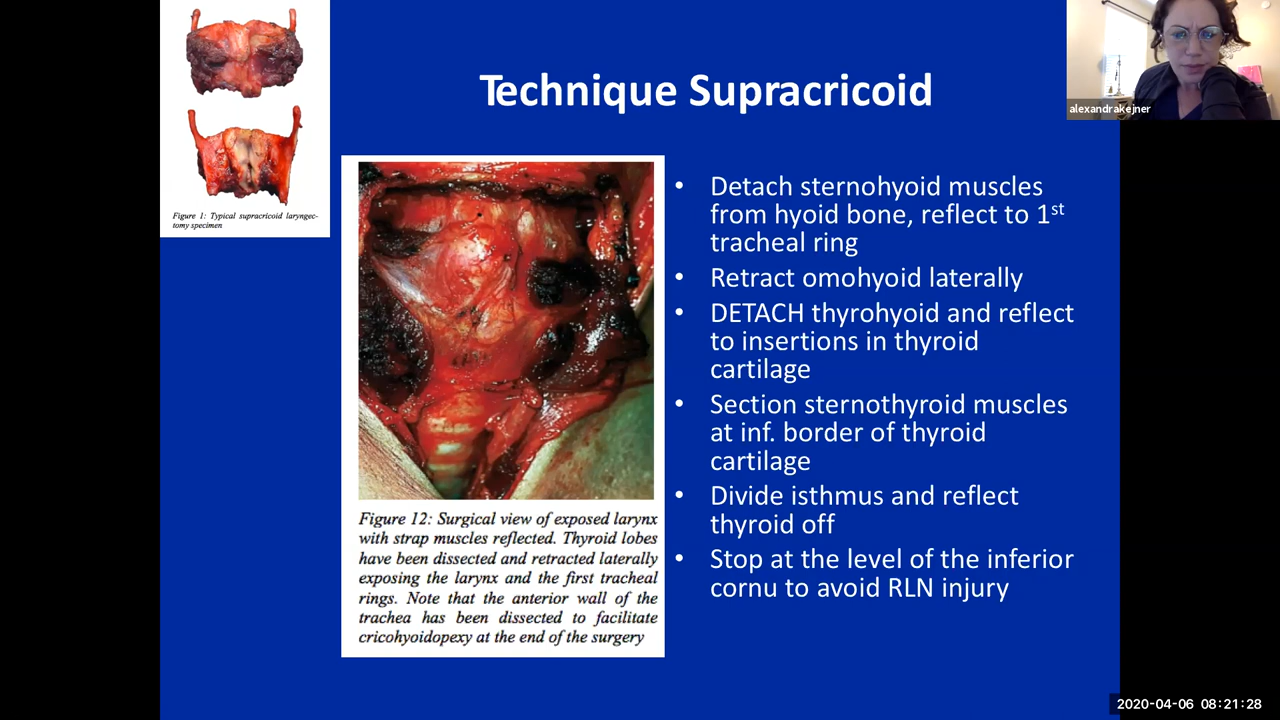 Technique Supracricoid
Figure 1: Typical supracricoid laryngec-
tomy specimen
alexandrakejner
Figure 12: Surgical view of exposed larynx
with strap muscles reflected. Thyroid lobes
have been dissected and retracted laterally
exposing the larynx and the first tracheal
rings. Note that the anterior wall of the
trachea has been dissected to facilitate
cricohyoidopexy at the end of the surgery
• Detach sternohyoid muscles
from hyoid bone, reflect to 1st
tracheal ring
• Retract omohyoid laterally
• DETACH thyrohyoid and reflect
to insertions in thyroid
cartilage
• Section sternothyroid muscles
at inf. border of thyroid
cartilage
• Divide isthmus and reflect
thyroid off
• Stop at the level of the inferior
cornu to avoid RLN injury
2020-04-06 08:21:28